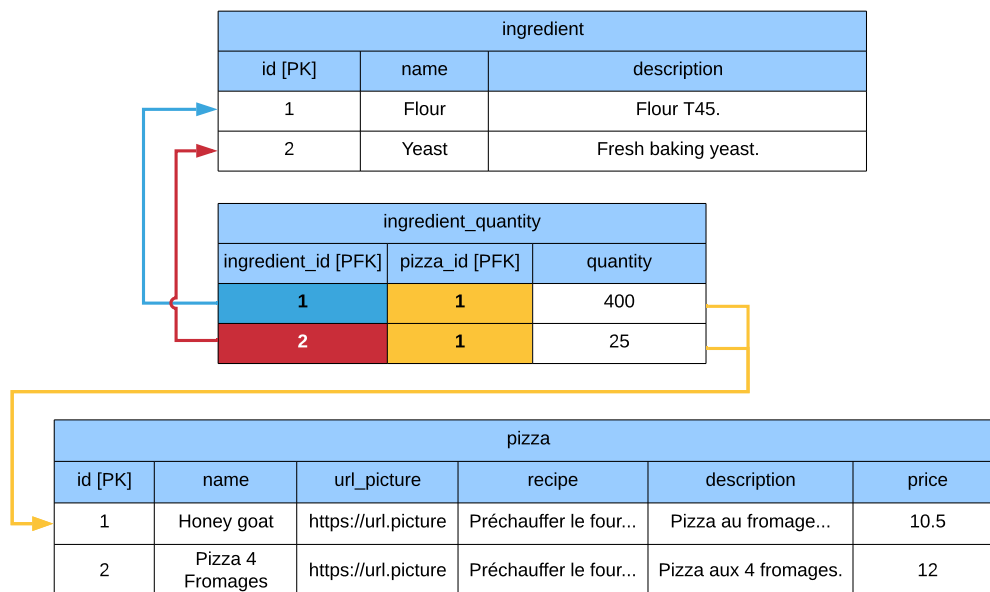 ingredient
id [PK] name description
1 Flour Flour T45.
2 Yeast Fresh baking yeast.
ingredient_quantity
ingredient_id [PFK] pizza_id [PFK] quantity
1 1 400
2 1 25
pizza
id [PK] name url_picture recipe description price
1 Honey goat https://url.picture Préchauffer le four... Pizza au fromage... 10.5
2 Pizza 4 Fromages https://url.picture Préchauffer le four... Pizza aux 4 fromages. 12